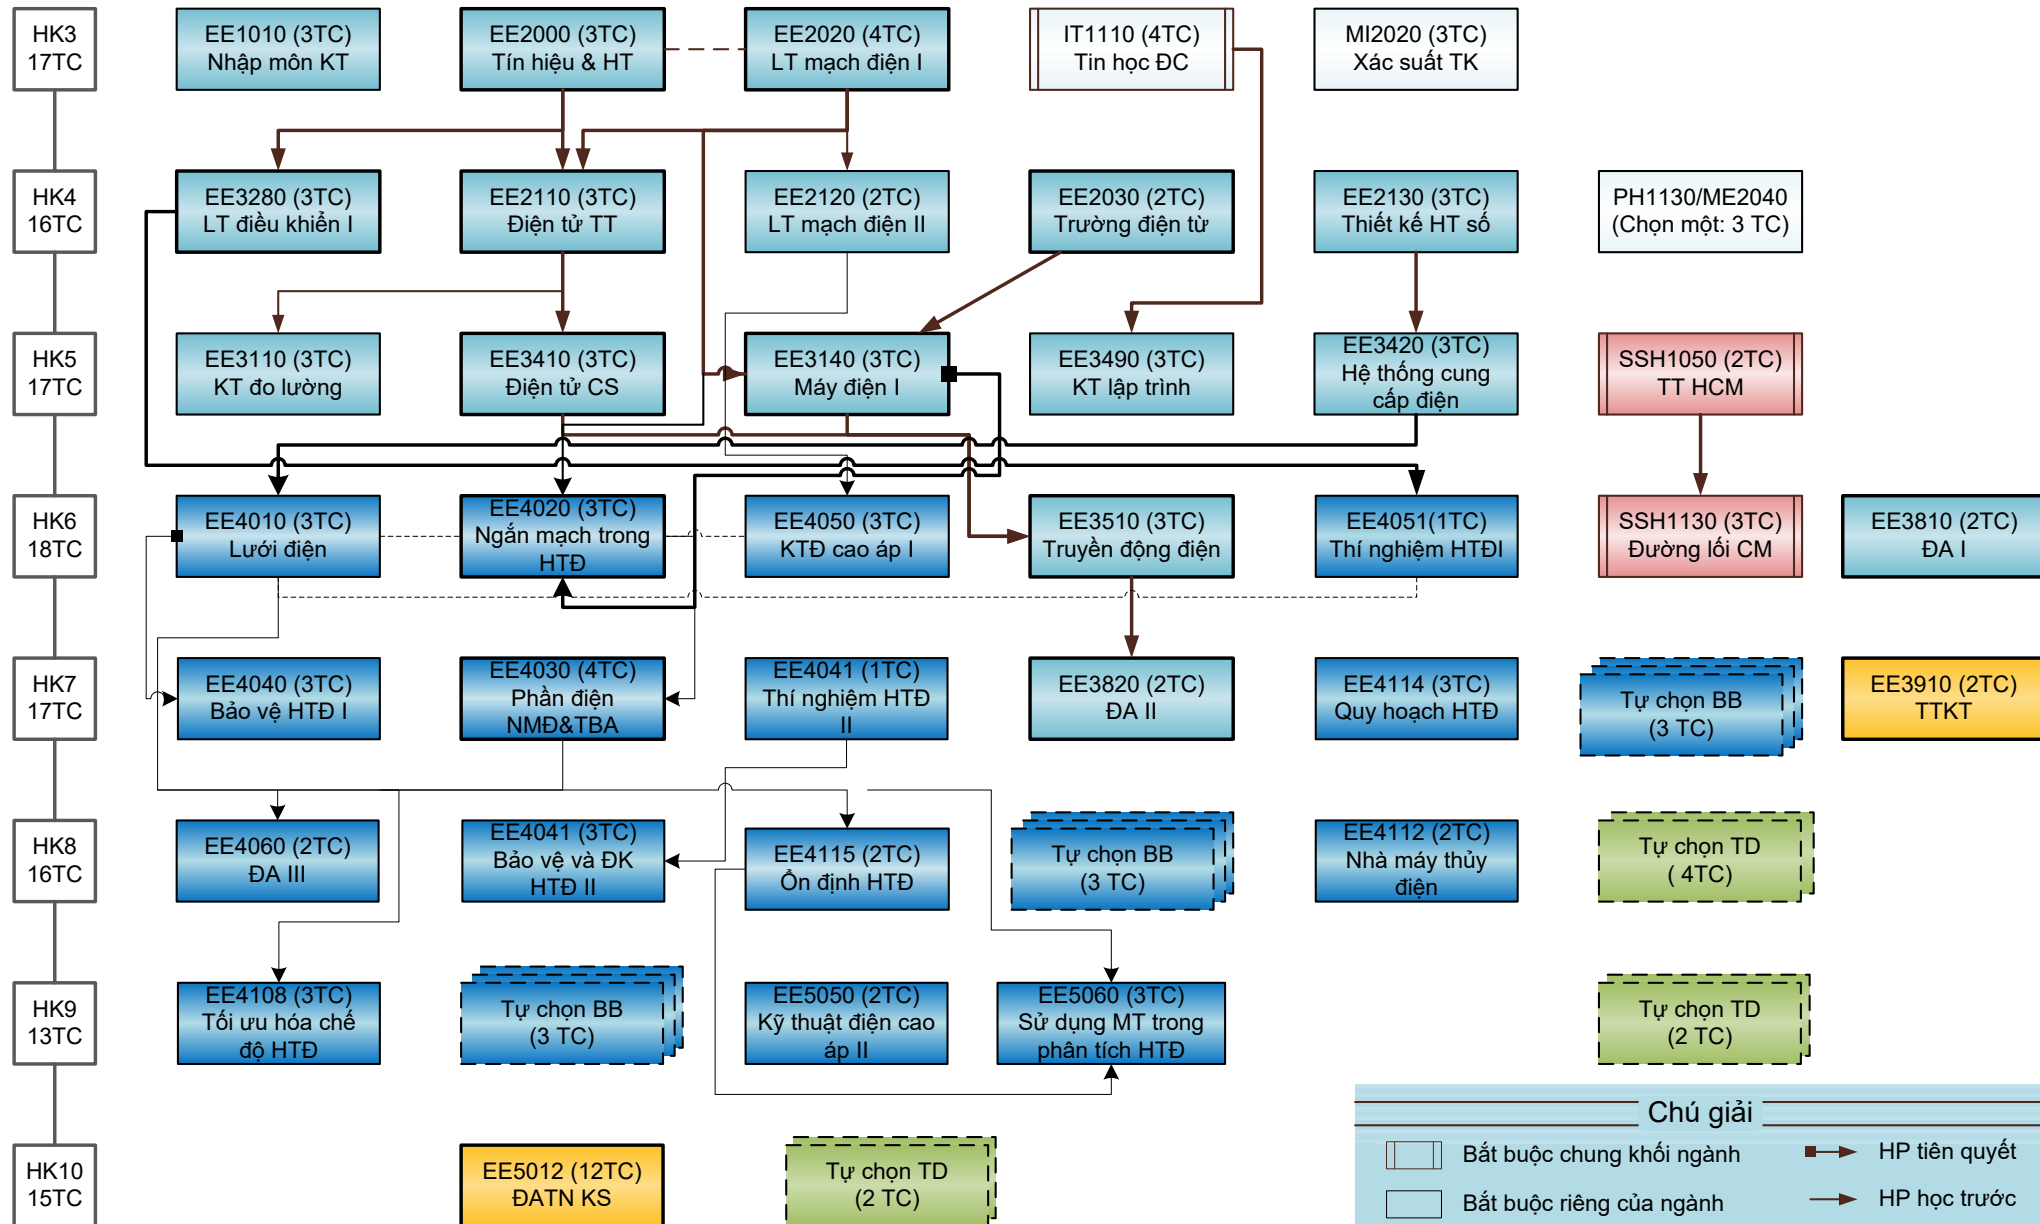 HK3
17TC
EE1010 (3TC)
Nhập môn KT
EE2000 (3TC)
Tín hiệu & HT
EE2020 (4TC)
LT mạch điện I
IT1110 (4TC)
Tin học ĐC
MI2020 (3TC)
Xác suất TK
HK4
16TC
EE3280 (3TC)
LT điều khiển I
EE2110 (3TC)
Điện tử TT
EE2120 (2TC)
LT mạch điện II
EE2030 (2TC)
Trường điện từ
EE2130 (3TC)
Thiết kế HT số
PH1130/ME2040
(Chọn một: 3 TC)
HK5
17TC
EE3110 (3TC)
KT đo lường
EE3410 (3TC)
Điện tử CS
EE3140 (3TC)
Máy điện I
EE3490 (3TC)
KT lập trình
EE3420 (3TC)
Hệ thống cung
cấp điện
SSH1050 (2TC)
TT HCM
HK6
18TC
EE4010 (3TC)
Lưới điện
EE4020 (3TC)
Ngắn mạch trong
HTĐ
EE4050 (3TC)
KTĐ cao áp I
EE3510 (3TC)
Truyền động điện
EE4051(1TC)
Thí nghiệm HTĐI
SSH1130 (3TC)
Đường lối CM
EE3810 (2TC)
ĐA I
HK7
17TC
EE4040 (3TC)
Bảo vệ HTĐ I
EE4030 (4TC)
Phần điện
NMĐ&TBA
EE4041 (1TC)
Thí nghiệm HTĐ
II
EE3820 (2TC)
ĐA II
EE4114 (3TC)
Quy hoạch HTĐ
Tự chọn BB
(3 TC)
EE3910 (2TC)
TTKT
HK8
16TC
EE4060 (2TC)
ĐA III
EE4041 (3TC)
Bảo vệ và ĐK
HTĐ II
EE4115 (2TC)
Ổn định HTĐ
Tự chọn BB
(3 TC)
EE4112 (2TC)
Nhà máy thủy
điện
Tự chọn TD
( 4TC)
HK9
13TC
EE4108 (3TC)
Tối ưu hóa chế
độ HTĐ
Tự chọn BB
(3 TC)
EE5050 (2TC)
Kỹ thuật điện cao
áp II
EE5060 (3TC)
Sử dụng MT trong
phân tích HTĐ
Tự chọn TD
(2 TC)
HK10
15TC
EE5012 (12TC)
ĐATN KS
Tự chọn TD
(2 TC)
Chú giải
Bắt buộc chung khối ngành
HP tiên quyết
Bắt buộc riêng của ngành
HP học trước